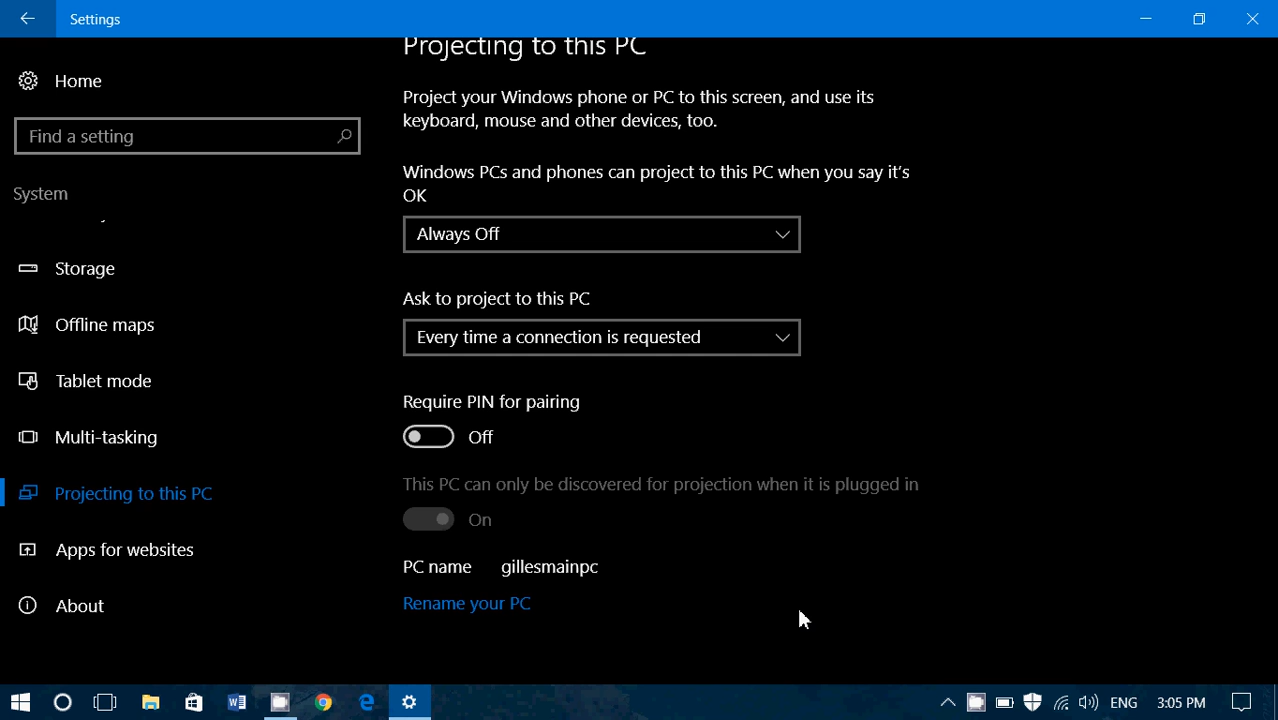 Settings
Projecting to this PC
Home
Project your Windows phone or PC to this screen, and use its
keyboard, mouse and other devices, too.
Find a setting
Windows PCs and phones can project to this PC when you say it's
OK
System
Always Off
Storage
Ask to project to this PC
Offline maps
Every time a connection is requested
Tablet mode
Require PIN for pairing
Multi-tasking
Off
This PC can only be discovered for projection when it is plugged in
Projecting to this PC
On
Apps for websites
PC name gillesmainpc
About
Rename your PC
ENG 3:05 PM